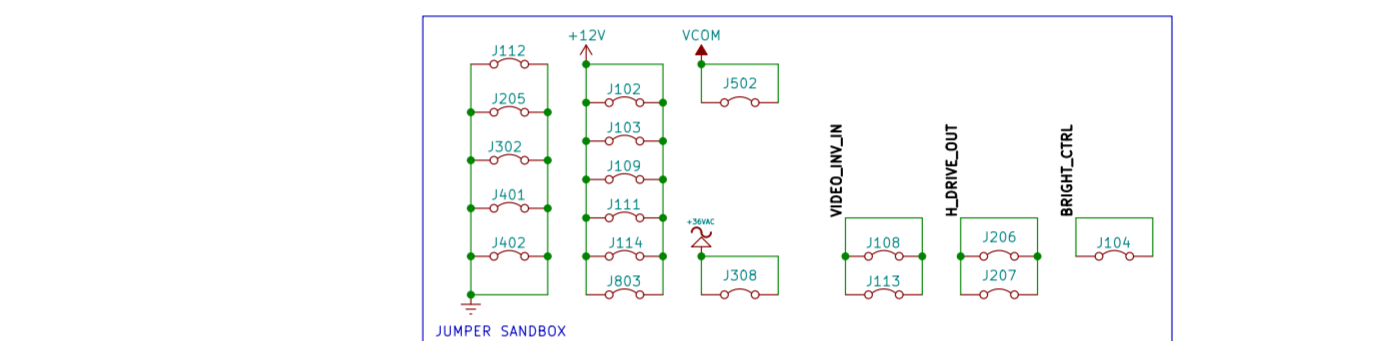 +12V
VCOM
J112
J205
J302
J401
J402
J102
J103
J109
J111
J114
J803
J502
+36VAC
J308
VIDEO_INV_IN
J108
J113
H_DRIVE_OUT
J206
J207
BRIGHT_CTRL
J104
JUMPER SANDBOX